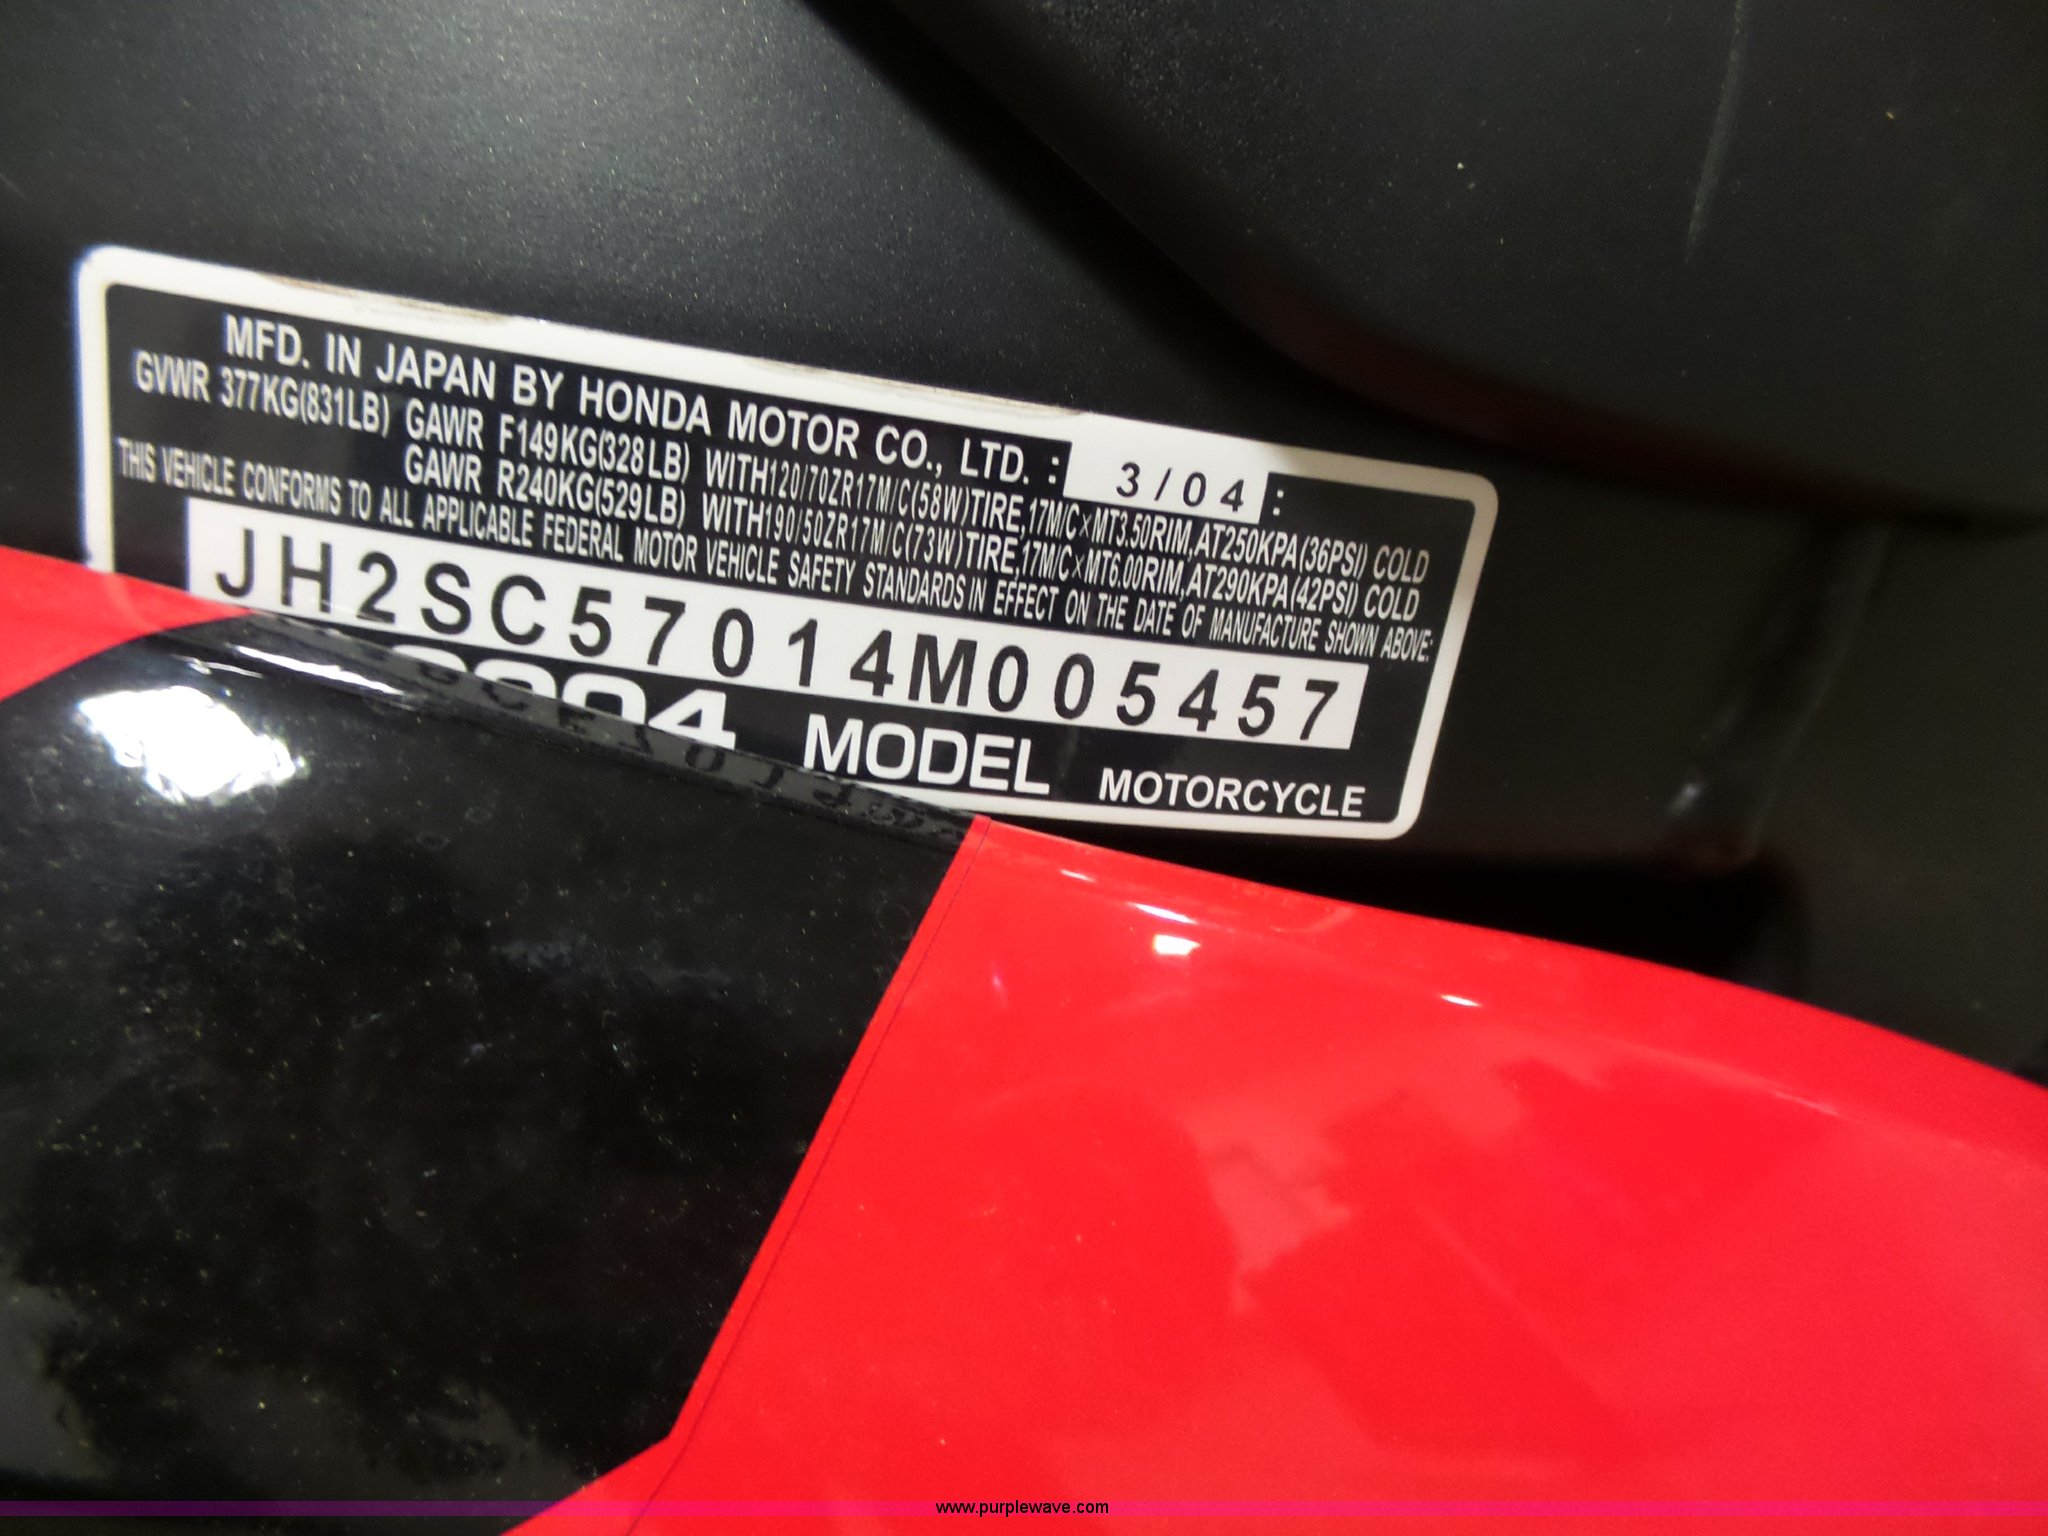 MFD. IN JAPAN BY HONDA MOTOR CO., LTD. : 3/04 :
GVWR 377KG(831LB) GAWR F149KG(328LB) WITH120/70ZR17M/C(58W)TIRE,17M/C×MT3.50RIM,AT250KPA(36PSI) COLD
GAWR R240KG(529LB) WITH190/50ZR17M/C(73W)TIRE,17M/C×MT6.00RIM,AT290KPA(42PSI) COLD
THIS VEHICLE CONFORMS TO ALL APPLICABLE FEDERAL MOTOR VEHICLE SAFETY STANDARDS IN EFFECT ON THE DATE OF MANUFACTURE SHOWN ABOVE:
JH2SC57014M005457
2004 MODEL MOTORCYCLE
www.purplewave.com